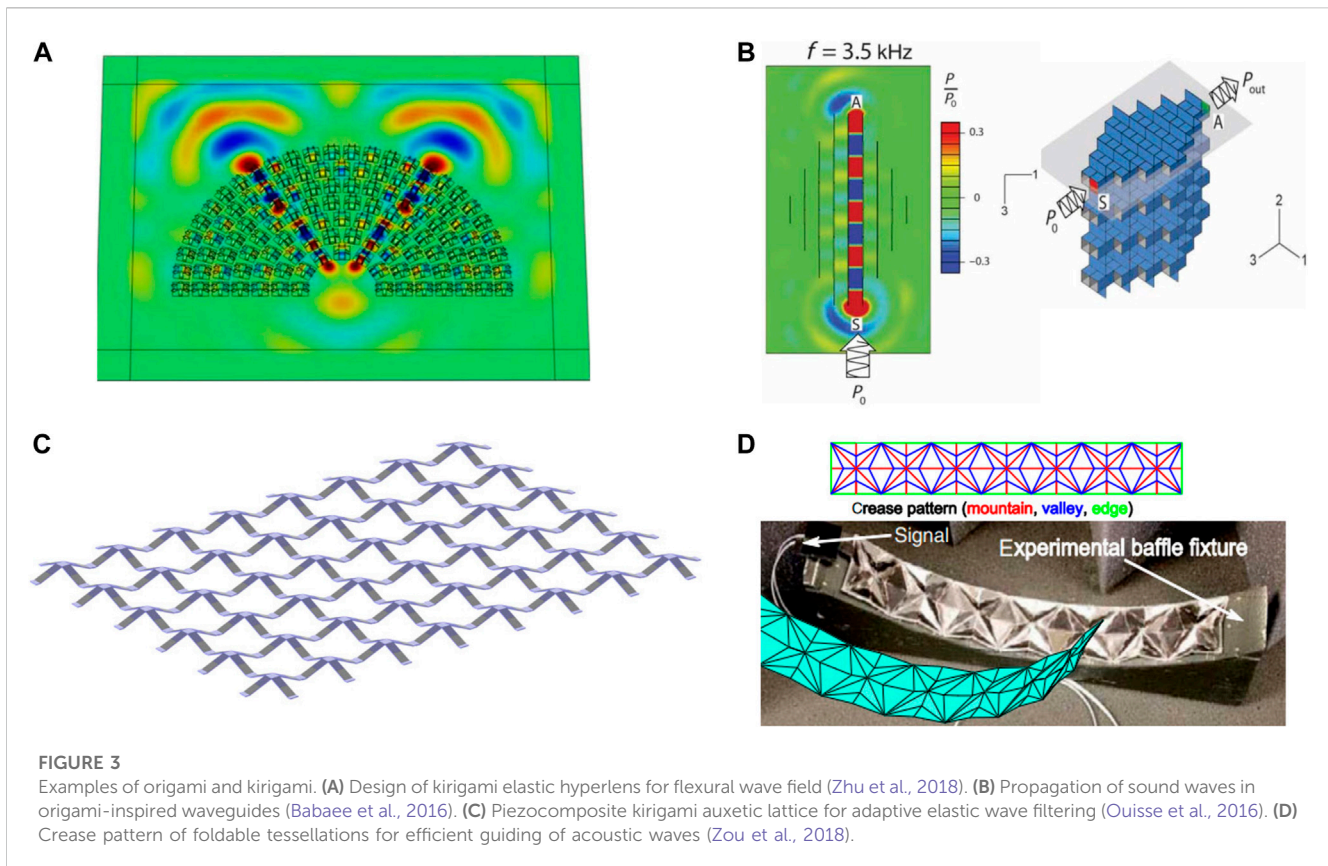 A
B
f = 3.5 kHz
A
S
P0
P
P0
0.3
0
−0.3
1
3
Pout
A
S
P0
2
3
1
C
D
Crease pattern (mountain, valley, edge)
Signal
Experimental baffle fixture
FIGURE 3
Examples of origami and kirigami. (A) Design of kirigami elastic hyperlens for flexural wave field (Zhu et al., 2018). (B) Propagation of sound waves in
origami-inspired waveguides (Babaee et al., 2016). (C) Piezocomposite kirigami auxetic lattice for adaptive elastic wave filtering (Ouisse et al., 2016). (D)
Crease pattern of foldable tessellations for efficient guiding of acoustic waves (Zou et al., 2018).